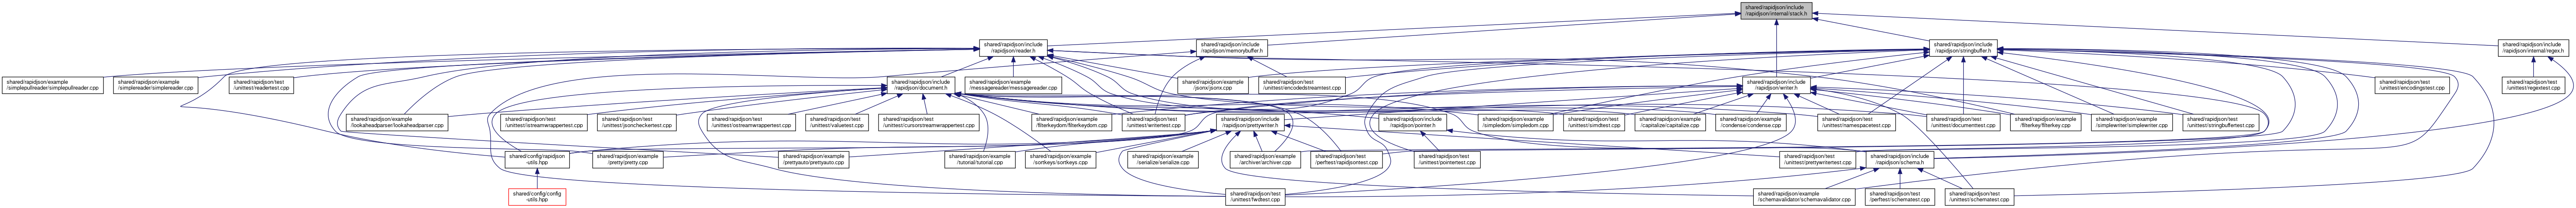 shared/rapidjson/include
/rapidjson/internal/stack.h
shared/rapidjson/include
/rapidjson/reader.h
shared/rapidjson/include
/rapidjson/memorybuffer.h
shared/rapidjson/include
/rapidjson/stringbuffer.h
shared/rapidjson/include
/rapidjson/internal/regex.h
shared/rapidjson/example
/simplepullreader/simplepullreader.cpp
shared/rapidjson/example
/simplereader/simplereader.cpp
shared/rapidjson/test
/unittest/readertest.cpp
shared/rapidjson/include
/rapidjson/document.h
shared/rapidjson/example
/messagereader/messagereader.cpp
shared/rapidjson/example
/jsonx/jsonx.cpp
shared/rapidjson/test
/unittest/encodedstreamtest.cpp
shared/rapidjson/include
/rapidjson/writer.h
shared/rapidjson/test
/unittest/encodingstest.cpp
shared/rapidjson/test
/unittest/regextest.cpp
shared/rapidjson/example
/lookaheadparser/lookaheadparser.cpp
shared/rapidjson/test
/unittest/istreamwrappertest.cpp
shared/rapidjson/test
/unittest/jsoncheckertest.cpp
shared/rapidjson/test
/unittest/ostreamwrappertest.cpp
shared/rapidjson/test
/unittest/valuetest.cpp
shared/rapidjson/test
/unittest/cursorstreamwrappertest.cpp
shared/rapidjson/example
/filterkeydom/filterkeydom.cpp
shared/rapidjson/test
/unittest/writertest.cpp
shared/rapidjson/include
/rapidjson/prettywriter.h
shared/rapidjson/include
/rapidjson/pointer.h
shared/rapidjson/example
/simpledom/simpledom.cpp
shared/rapidjson/test
/unittest/simdtest.cpp
shared/rapidjson/example
/capitalize/capitalize.cpp
shared/rapidjson/example
/condense/condense.cpp
shared/rapidjson/test
/unittest/namespacetest.cpp
shared/rapidjson/test
/unittest/documenttest.cpp
shared/rapidjson/example
/filterkey/filterkey.cpp
shared/rapidjson/example
/simplewriter/simplewriter.cpp
shared/rapidjson/test
/unittest/stringbuffertest.cpp
shared/config/rapidjson
-utils.hpp
shared/rapidjson/example
/pretty/pretty.cpp
shared/rapidjson/example
/prettyauto/prettyauto.cpp
shared/rapidjson/example
/tutorial/tutorial.cpp
shared/rapidjson/example
/sortkeys/sortkeys.cpp
shared/rapidjson/example
/serialize/serialize.cpp
shared/rapidjson/example
/archiver/archiver.cpp
shared/rapidjson/test
/perftest/rapidjsontest.cpp
shared/rapidjson/test
/unittest/pointertest.cpp
shared/rapidjson/test
/unittest/prettywritertest.cpp
shared/rapidjson/include
/rapidjson/schema.h
shared/config/config
-utils.hpp
shared/rapidjson/test
/unittest/fwdtest.cpp
shared/rapidjson/example
/schemavalidator/schemavalidator.cpp
shared/rapidjson/test
/perftest/schematest.cpp
shared/rapidjson/test
/unittest/schematest.cpp